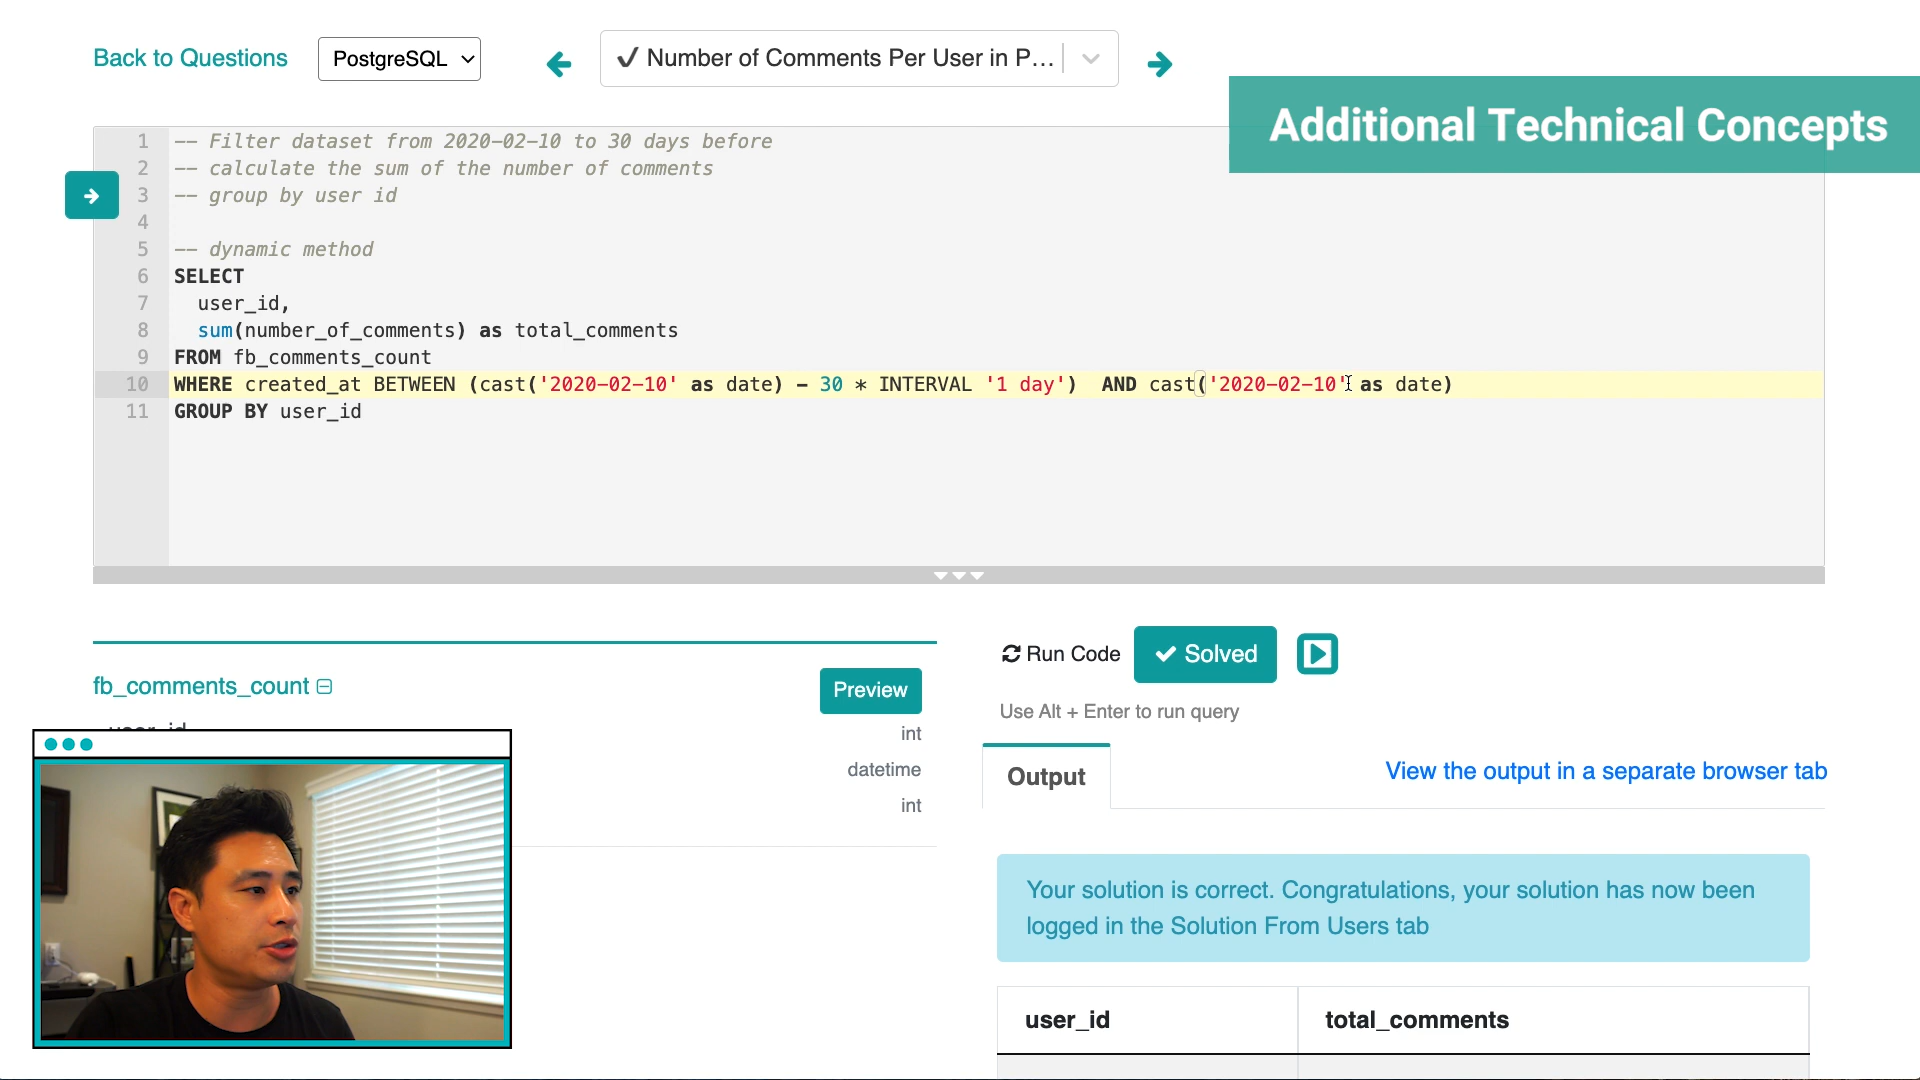 Back to Questions
PostgreSQL
✓ Number of Comments Per User in P...
Additional Technical Concepts
1 -- Filter dataset from 2020-02-10 to 30 days before
2 -- calculate the sum of the number of comments
3 -- group by user id
4
5 -- dynamic method
6 SELECT
7 user_id,
8 sum(number_of_comments) as total_comments
9 FROM fb_comments_count
10 WHERE created_at BETWEEN (cast('2020-02-10' as date) - 30 * INTERVAL '1 day') AND cast('2020-02-10' as date)
11 GROUP BY user_id
fb_comments_count
Preview
user_id
int
datetime
int
Run Code
Solved
Use Alt + Enter to run query
Output
View the output in a separate browser tab
Your solution is correct. Congratulations, your solution has now been
logged in the Solution From Users tab
user_id total_comments